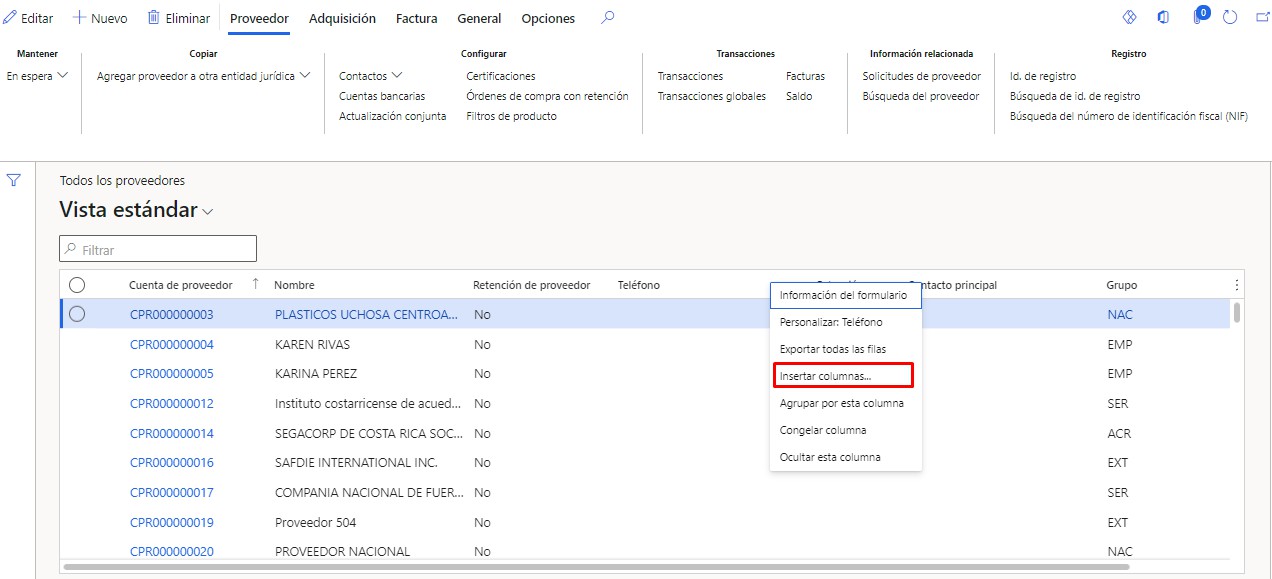 Editar Nuevo Eliminar Proveedor Adquisición Factura General Opciones 0
Mantener Copiar Configurar Transacciones Información relacionada Registro
En espera Agregar proveedor a otra entidad jurídica Contactos Certificaciones Transacciones Facturas Solicitudes de proveedor Id. de registro
Cuentas bancarias Órdenes de compra con retención Transacciones globales Saldo Búsqueda del proveedor Búsqueda de id. de registro
Actualización conjunta Filtros de producto Búsqueda del número de identificación fiscal (NIF)
Todos los proveedores
Vista estándar
Filtrar
Cuenta de proveedor Nombre Retención de proveedor Teléfono Contacto principal Grupo
CPR000000003 PLASTICOS UCHOSA CENTROA... No NAC
CPR000000004 KAREN RIVAS No EMP
CPR000000005 KARINA PEREZ No EMP
CPR000000012 Instituto costarricense de acued... No SER
CPR000000014 SEGACORP DE COSTA RICA SOC... No ACR
CPR000000016 SAFDIE INTERNATIONAL INC. No EXT
CPR000000017 COMPANIA NACIONAL DE FUER... No SER
CPR000000019 Proveedor 504 No EXT
CPR000000020 PROVEEDOR NACIONAL No NAC
Información del formulario
Personalizar: Teléfono
Exportar todas las filas
Insertar columnas...
Agrupar por esta columna
Congelar columna
Ocultar esta columna